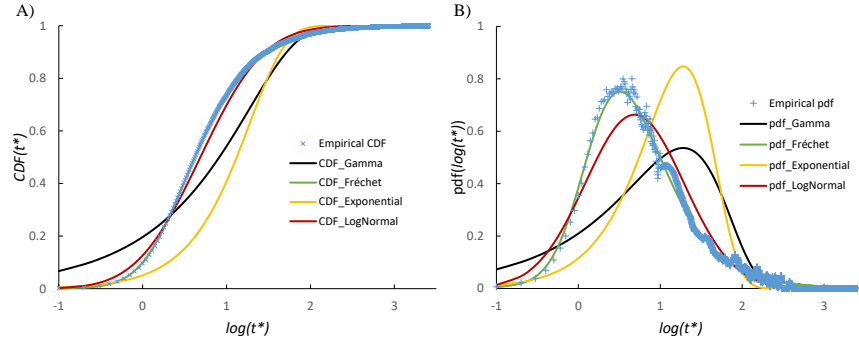 A)
1
0.8
0.6
0.4
0.2
0
-1
0
1
2
3
CDF(t*)
log(t*)
Empirical CDF
CDF_Gamma
CDF_Fréchet
CDF_Exponential
CDF_LogNormal
B)
1
0.8
0.6
0.4
0.2
0
-1
0
1
2
3
pdf(log(t*))
log(t*)
Empirical pdf
pdf_Gamma
pdf_Fréchet
pdf_Exponential
pdf_LogNormal